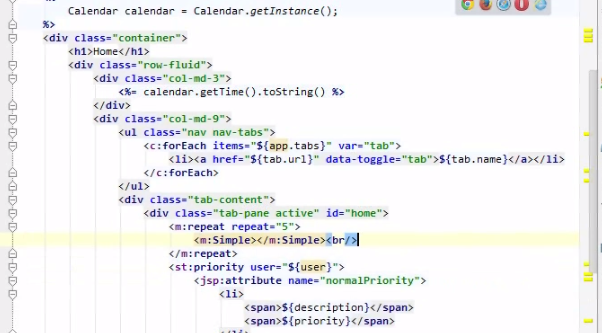 Calendar calendar = Calendar.getInstance();
%>
<div class="container">
<h1>Home</h1>
<div class="row-fluid">
<div class="col-md-3">
<%= calendar.getTime().toString() %>
</div>
<div class="col-md-9">
<ul class="nav nav-tabs">
<c:forEach items="${app.tabs}" var="tab">
<li><a href="${tab.url}" data-toggle="tab">${tab.name}</a></li>
</c:forEach>
</ul>
<div class="tab-content">
<div class="tab-pane active" id="home">
<m:repeat repeat="5">
<m:Simple></m:Simple><br/>
</m:repeat>
<st:priority user="${user}">
<jsp:attribute name="normalPriority">
<li>
<span>${description}</span>
<span>${priority}</span>
</li>